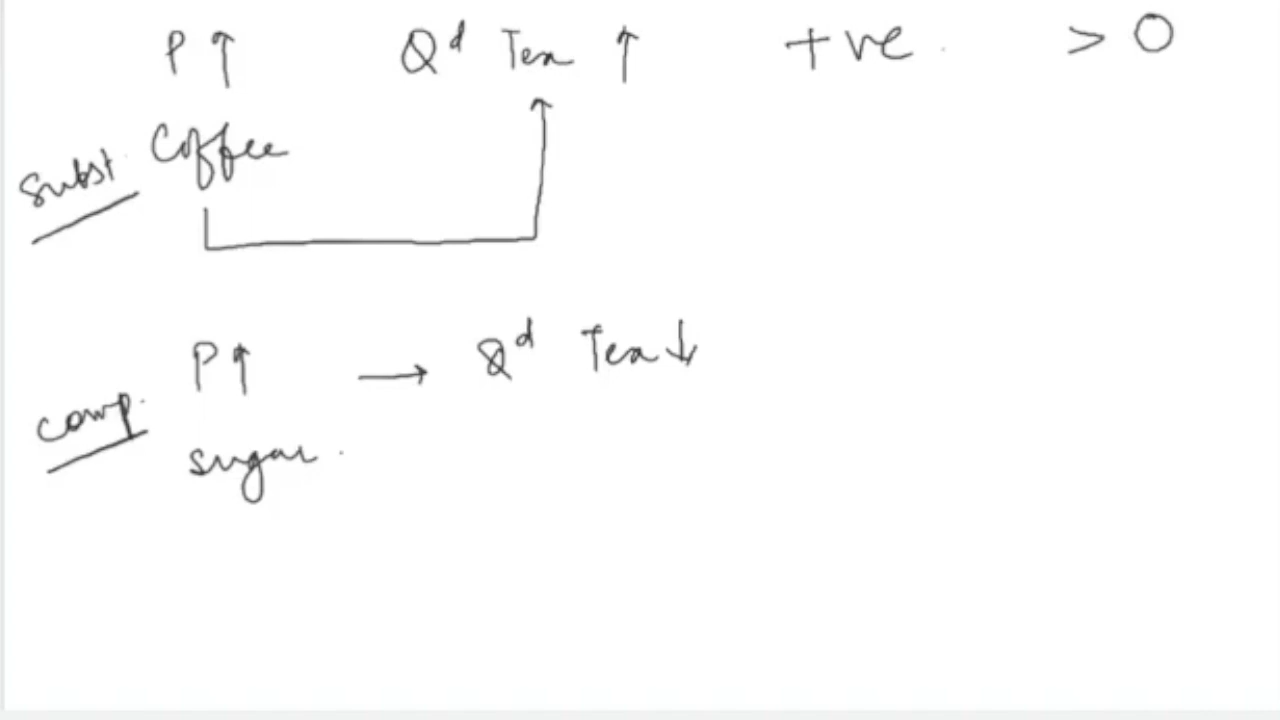 P ↑ Qᵈ Tea ↑ +ve. > 0
Subst. Coffee
P↑ → Qᵈ Tea ↓
comp.
sugar.